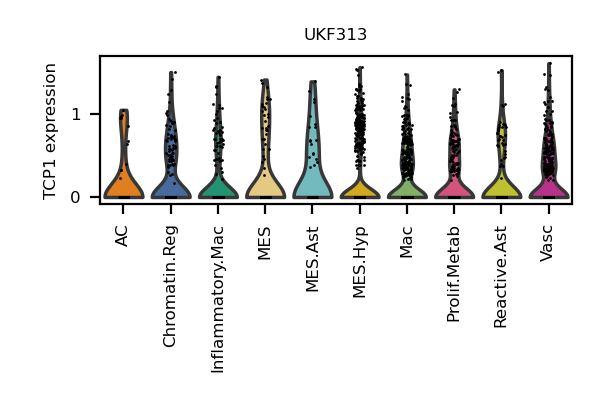 UKF313
TCP1 expression
1
0
AC
Chromatin.Reg
Inflammatory.Mac
MES
MES.Ast
MES.Hyp
Mac
Prolif.Metab
Reactive.Ast
Vasc